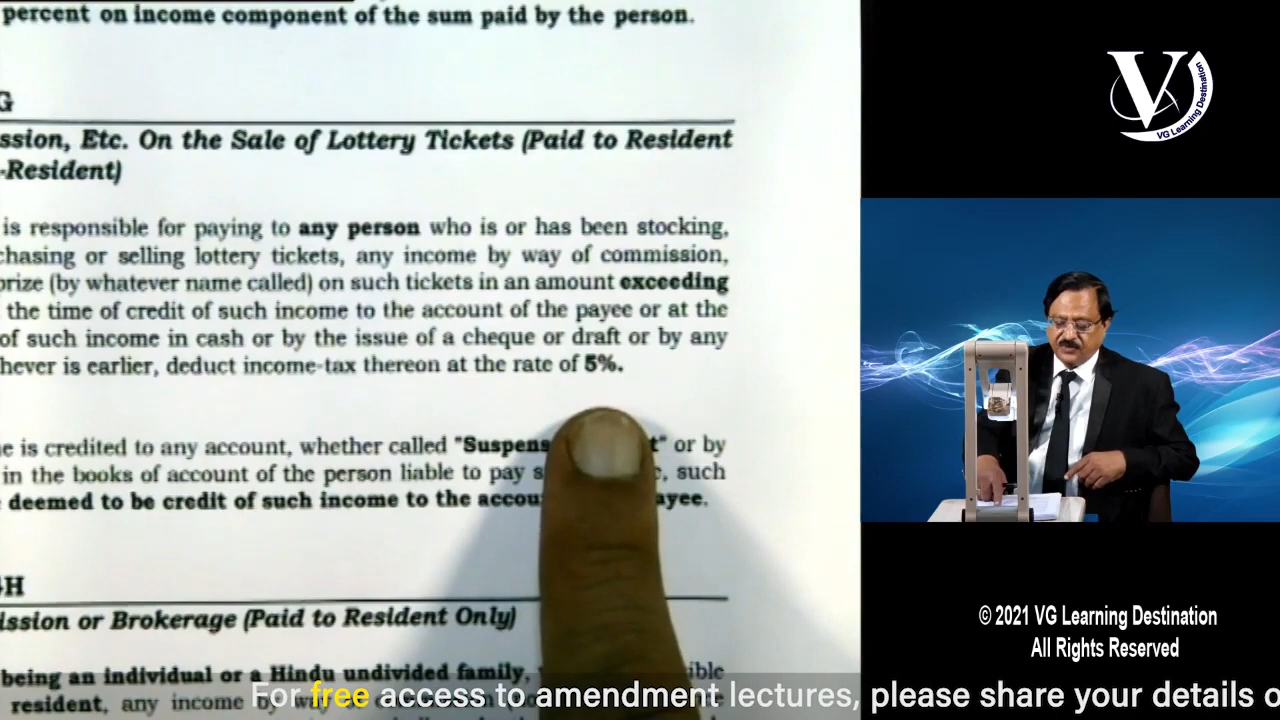 percent on income component of the sum paid by the person.
G
ssion, Etc. On the Sale of Lottery Tickets (Paid to Resident
-Resident)
is responsible for paying to any person who is or has been stocking,
chasing or selling lottery tickets, any income by way of commission,
prize (by whatever name called) on such tickets in an amount exceeding
the time of credit of such income to the account of the payee or at the
of such income in cash or by the issue of a cheque or draft or by any
hever is earlier, deduct income-tax thereon at the rate of 5%.
e is credited to any account, whether called "Suspens t" or by
in the books of account of the person liable to pay s , such
deemed to be credit of such income to the accou ayee.
H
ission or Brokerage (Paid to Resident Only)
being an individual or a Hindu undivided family, ible
resident, any income by
For free access to amendment lectures, please share your details o
V
VG Learning Destination
© 2021 VG Learning Destination
All Rights Reserved